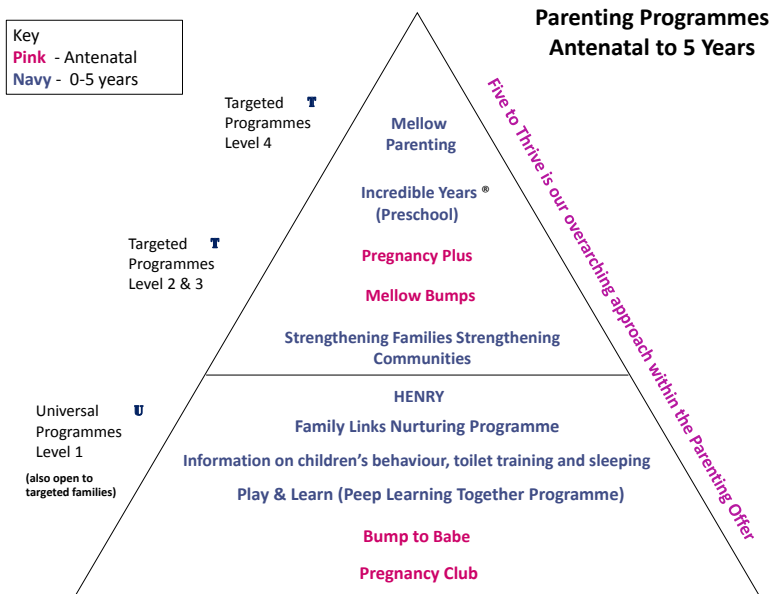 Parenting Programmes
Antenatal to 5 Years
Key
Pink - Antenatal
Navy - 0-5 years
Targeted T
Programmes
Level 4
Mellow
Parenting
Incredible Years ®
(Preschool)
Targeted T
Programmes
Level 2 & 3
Pregnancy Plus
Mellow Bumps
Strengthening Families Strengthening
Communities
Universal U
Programmes
Level 1
(also open to
targeted families)
HENRY
Family Links Nurturing Programme
Information on children’s behaviour, toilet training and sleeping
Play & Learn (Peep Learning Together Programme)
Bump to Babe
Pregnancy Club
Five to Thrive is our overarching approach within the Parenting Offer